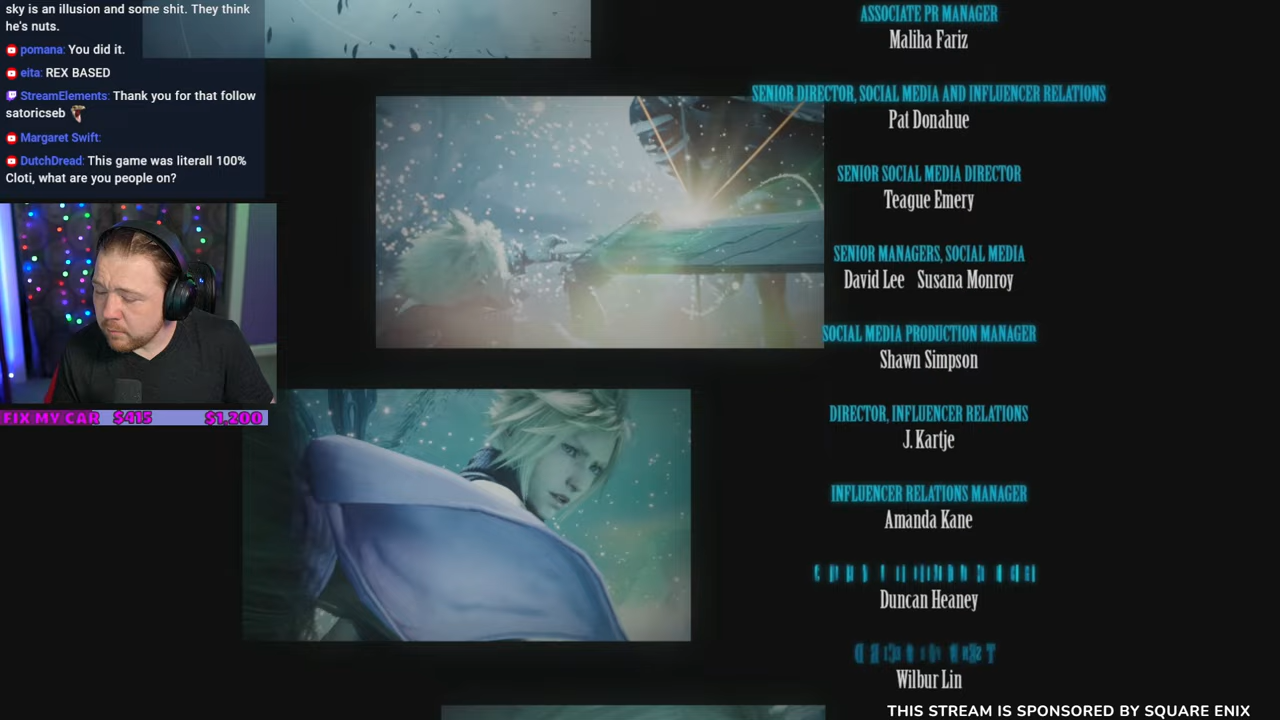 sky is an illusion and some shit. They think
he's nuts.
pomana: You did it.
eita: REX BASED
StreamElements: Thank you for that follow
satoricseb
Margaret Swift:
DutchDread: This game was literall 100%
Cloti, what are you people on?
FIX MY CAR $415 $1,200
ASSOCIATE PR MANAGER
Maliha Fariz
SENIOR DIRECTOR, SOCIAL MEDIA AND INFLUENCER RELATIONS
Pat Donahue
SENIOR SOCIAL MEDIA DIRECTOR
Teague Emery
SENIOR MANAGERS, SOCIAL MEDIA
David Lee Susana Monroy
SOCIAL MEDIA PRODUCTION MANAGER
Shawn Simpson
DIRECTOR, INFLUENCER RELATIONS
J. Kartje
INFLUENCER RELATIONS MANAGER
Amanda Kane
Duncan Heaney
Wilbur Lin
THIS STREAM IS SPONSORED BY SQUARE ENIX